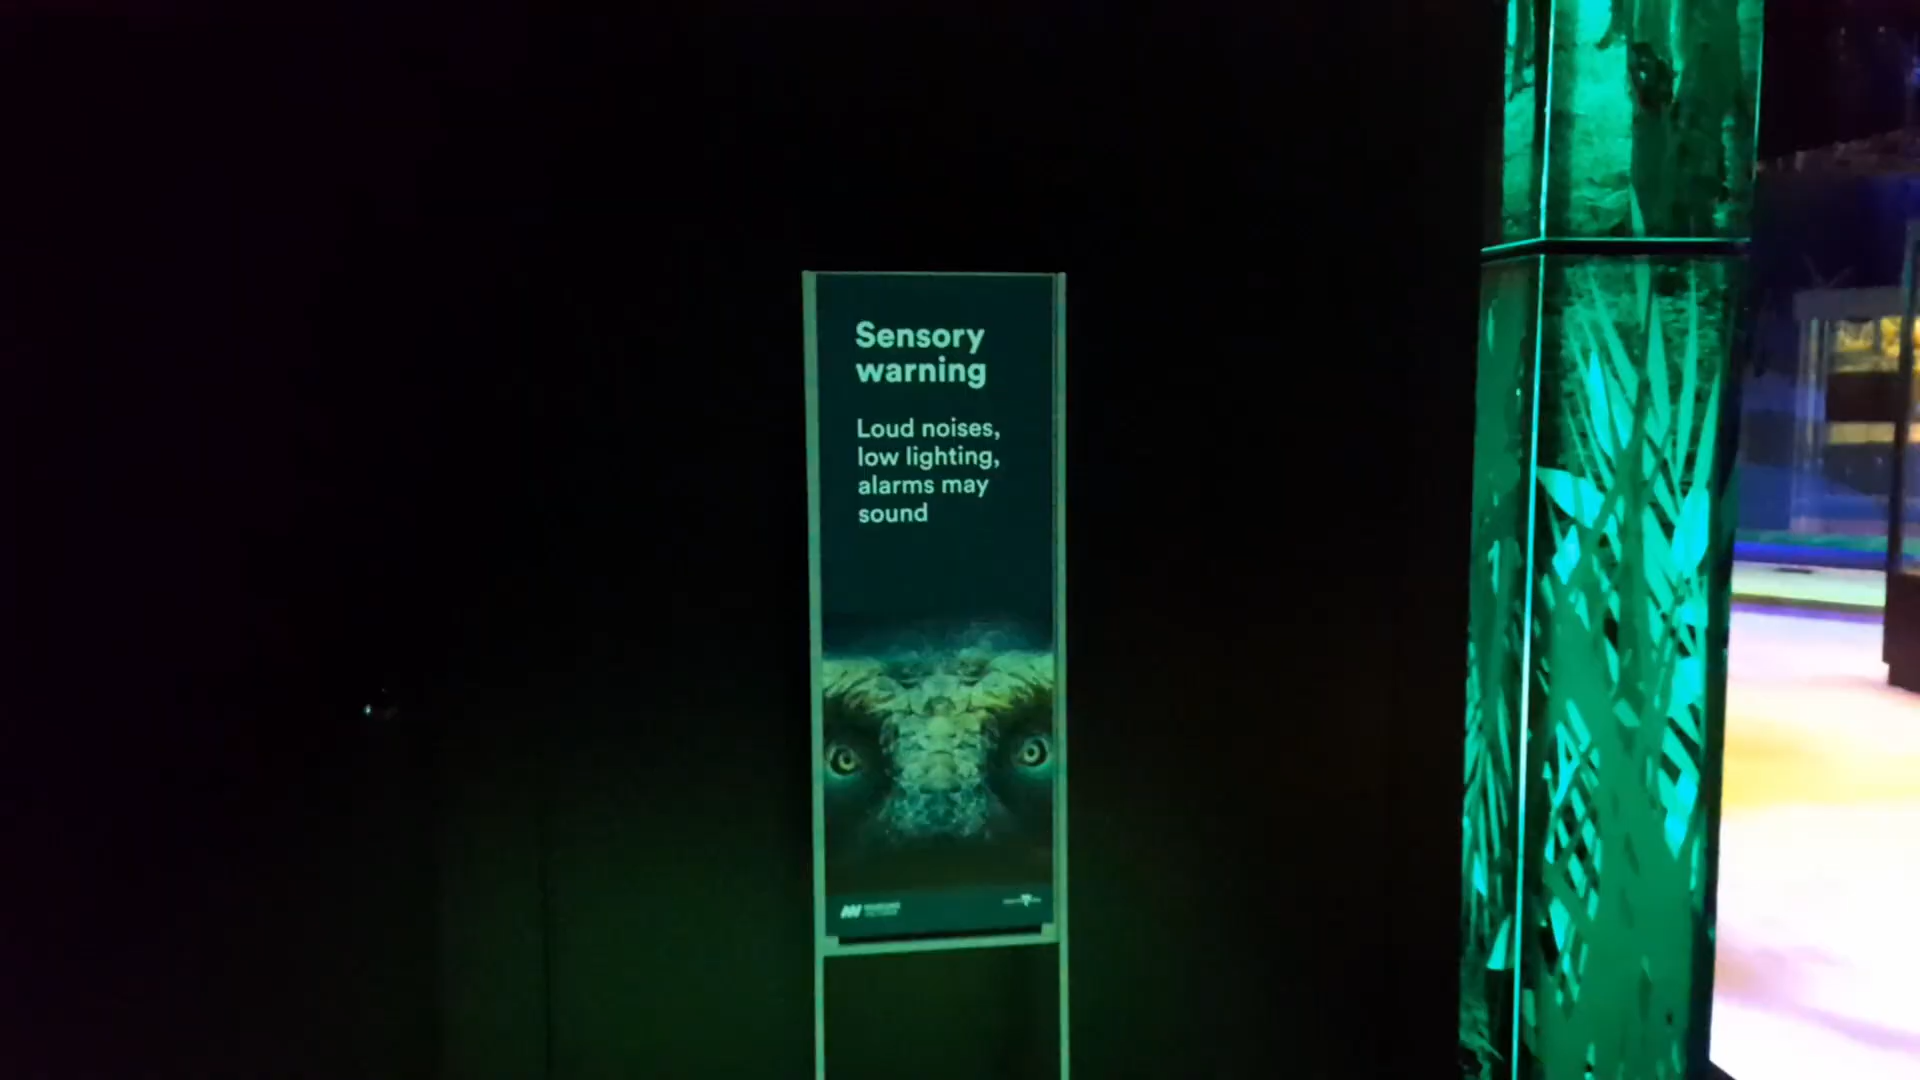 Sensory
warning
Loud noises,
low lighting,
alarms may
sound